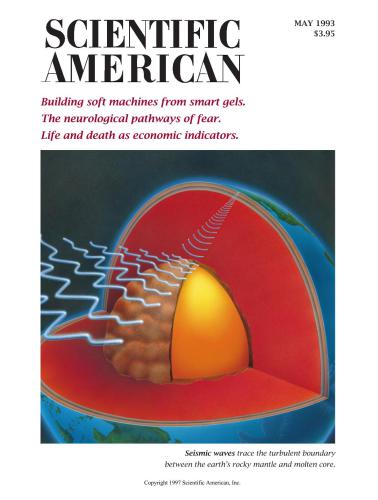 SCIENTIFIC
AMERICAN
MAY 1993
$3.95
Building soft machines from smart gels.
The neurological pathways of fear.
Life and death as economic indicators.
Seismic waves trace the turbulent boundary
between the earth's rocky mantle and molten core.
Copyright 1997 Scientific American, Inc.